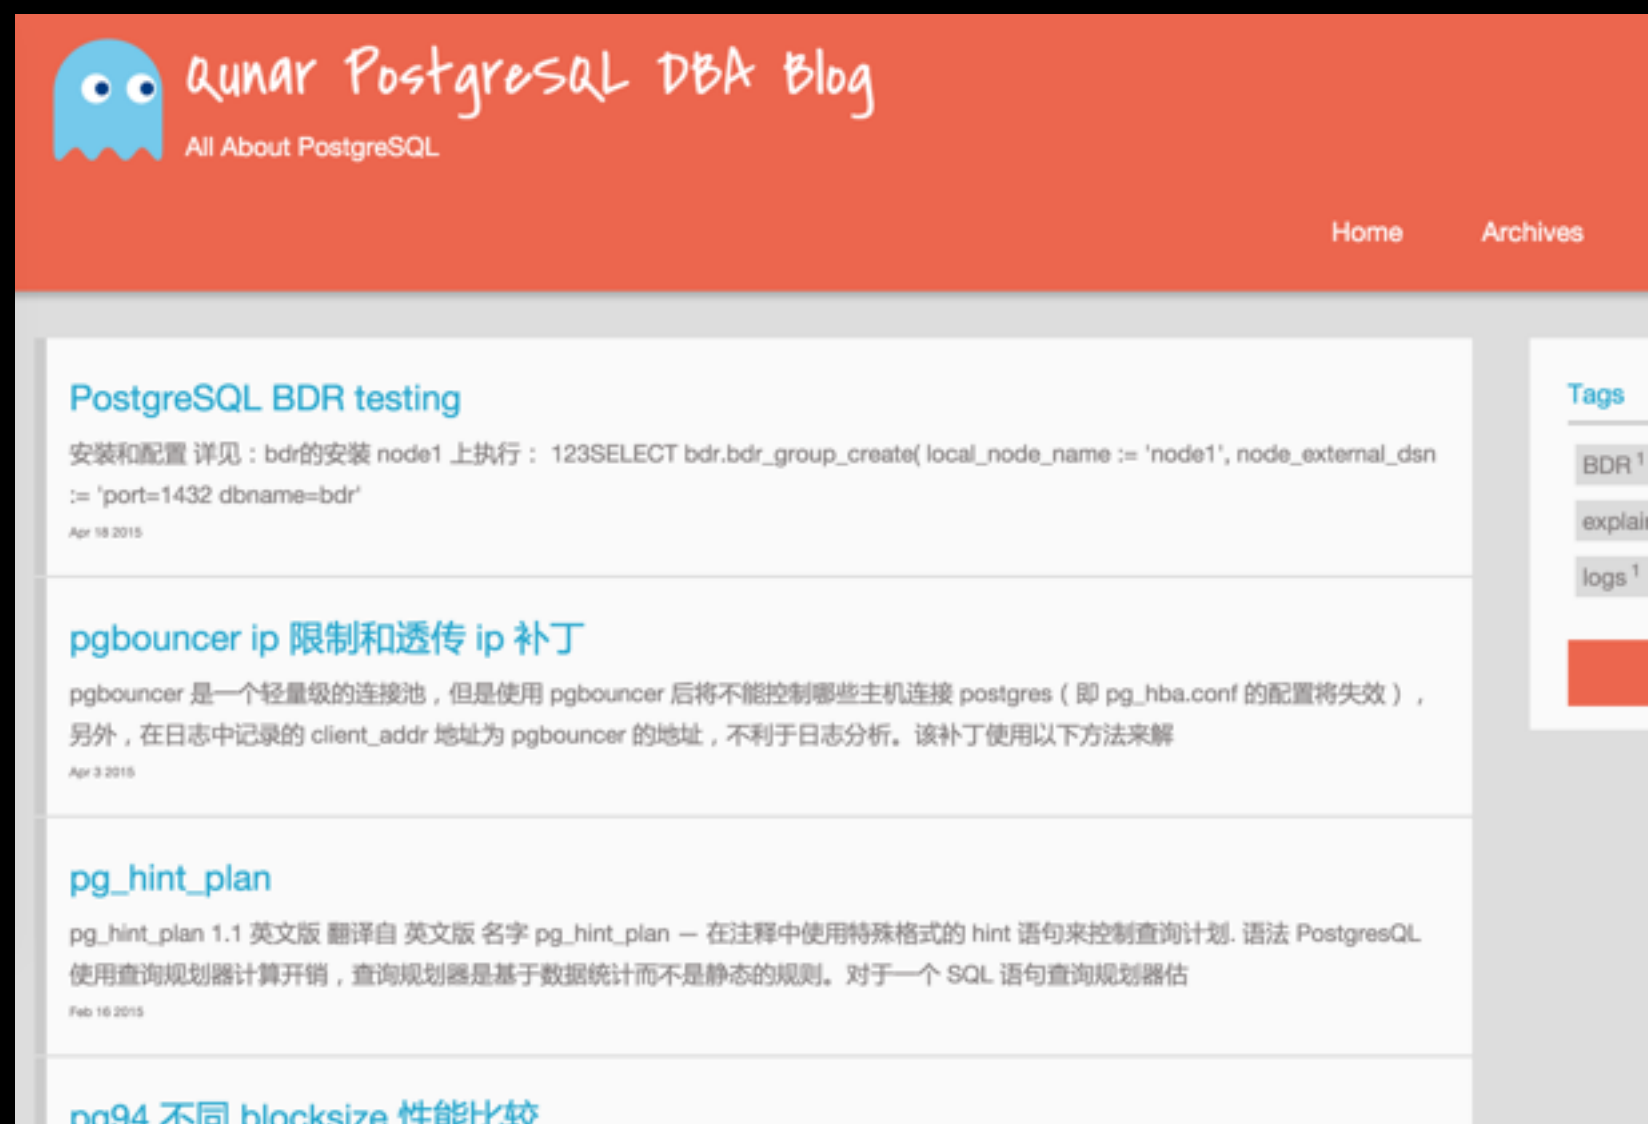 Qunar PostgreSQL DBA Blog
All About PostgreSQL
Home
Archives
PostgreSQL BDR testing
安装和配置 详见：bdr的安装 node1 上执行： 123SELECT bdr.bdr_group_create( local_node_name := 'node1', node_external_dsn
:= 'port=1432 dbname=bdr'
Apr 18 2015
pgbouncer ip 限制和透传 ip 补丁
pgbouncer 是一个轻量级的连接池，但是使用 pgbouncer 后将不能控制哪些主机连接 postgres（即 pg_hba.conf 的配置将失效），
另外，在日志中记录的 client_addr 地址为 pgbouncer 的地址，不利于日志分析。该补丁使用以下方法来解
Apr 3 2015
pg_hint_plan
pg_hint_plan 1.1 英文版 翻译自 英文版 名字 pg_hint_plan — 在注释中使用特殊格式的 hint 语句来控制查询计划. 语法 PostgresQL
使用查询规划器计算开销，查询规划器是基于数据统计而不是静态的规则。对于一个 SQL 语句查询规划器估
Feb 16 2015
pg94 不同 blocksize 性能比较
Tags
BDR 1
logs 1